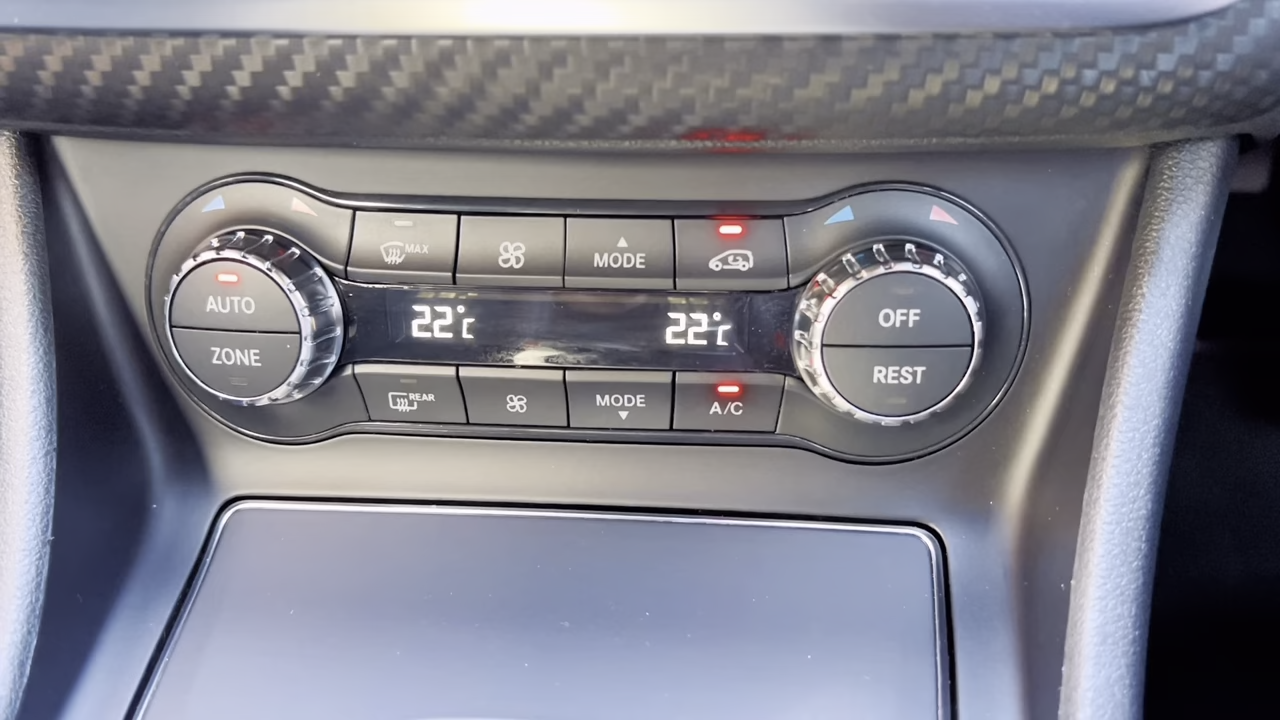 MAX
MODE
AUTO
ZONE
22°C
22°C
OFF
REST
REAR
MODE
A/C